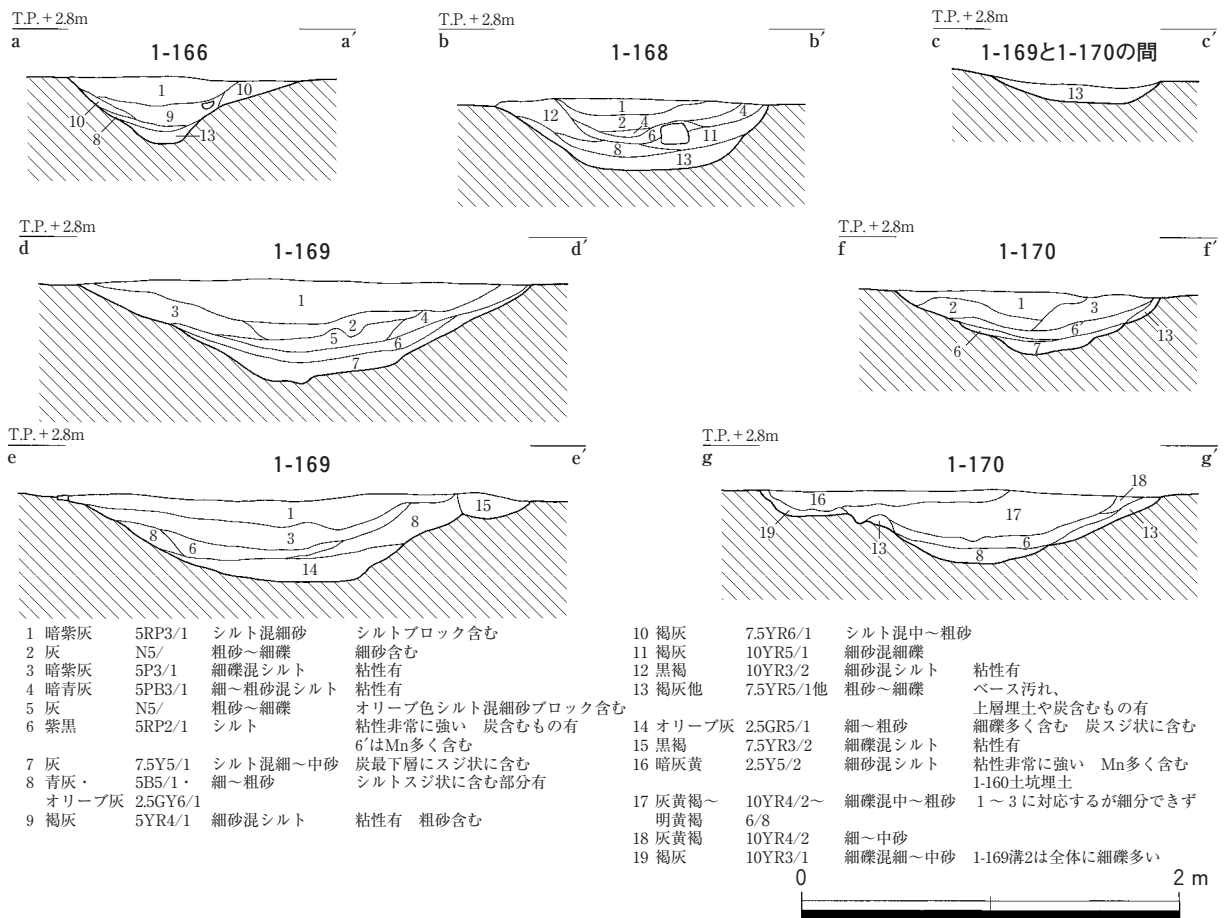 T.P.+2.8m
a a′
1-166
1 10 9 10 8 13
T.P.+2.8m
b b′
1-168
1 12 2 4 4 6 11 8 13
T.P.+2.8m
c c′
1-169と1-170の間
13
T.P.+2.8m
d d′
1-169
1 3 2 4 5 6 7
T.P.+2.8m
f f′
1-170
2 1 3 6′ 6 7 13
T.P.+2.8m
e e′
1-169
1 15 8 3 8 6 14
T.P.+2.8m
g g′
1-170
18 16 17 19 13 6 13 8
1 暗紫灰 5RP3/1 シルト混細砂 シルトブロック含む
2 灰 N5/ 粗砂～細礫 細砂含む
3 暗紫灰 5P3/1 細礫混シルト 粘性有
4 暗青灰 5PB3/1 細～粗砂混シルト 粘性有
5 灰 N5/ 粗砂～細礫 オリーブ色シルト混細砂ブロック含む
6 紫黒 5RP2/1 シルト 粘性非常に強い 炭含むもの有
6′はMn多く含む
7 灰 7.5Y5/1 シルト混細～中砂 炭最下層にスジ状に含む
8 青灰・ 5B5/1・ 細～粗砂 シルトスジ状に含む部分有
オリーブ灰 2.5GY6/1
9 褐灰 5YR4/1 細砂混シルト 粘性有 粗砂含む
10 褐灰 7.5YR6/1 シルト混中～粗砂
11 褐灰 10YR5/1 細砂混細礫
12 黒褐 10YR3/2 細砂混シルト 粘性有
13 褐灰他 7.5YR5/1他 粗砂～細礫 ベース汚れ、
上層埋土や炭含むもの有
14 オリーブ灰 2.5GR5/1 細～粗砂 細礫多く含む 炭スジ状に含む
15 黒褐 7.5YR3/2 細礫混シルト 粘性有
16 暗灰黄 2.5Y5/2 細砂混シルト 粘性非常に強い Mn多く含む
1-160土坑埋土
17 灰黄褐～ 10YR4/2～ 細礫混中～粗砂 1～3に対応するが細分できず
明黄褐 6/8
18 灰黄褐 10YR4/2 細～中砂
19 褐灰 10YR3/1 細礫混細～中砂 1-169溝2は全体に細礫多い
0 2 m